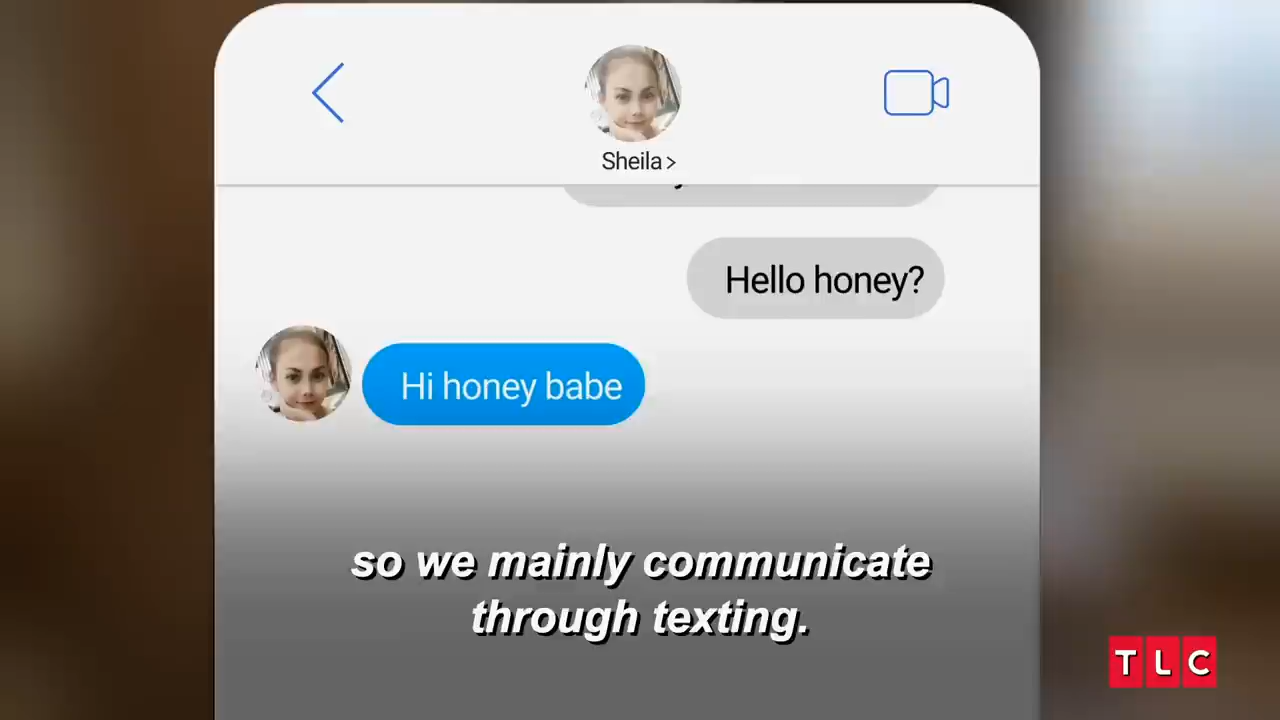 Sheila >
Hello honey?
Hi honey babe
so we mainly communicate
through texting.
TLC